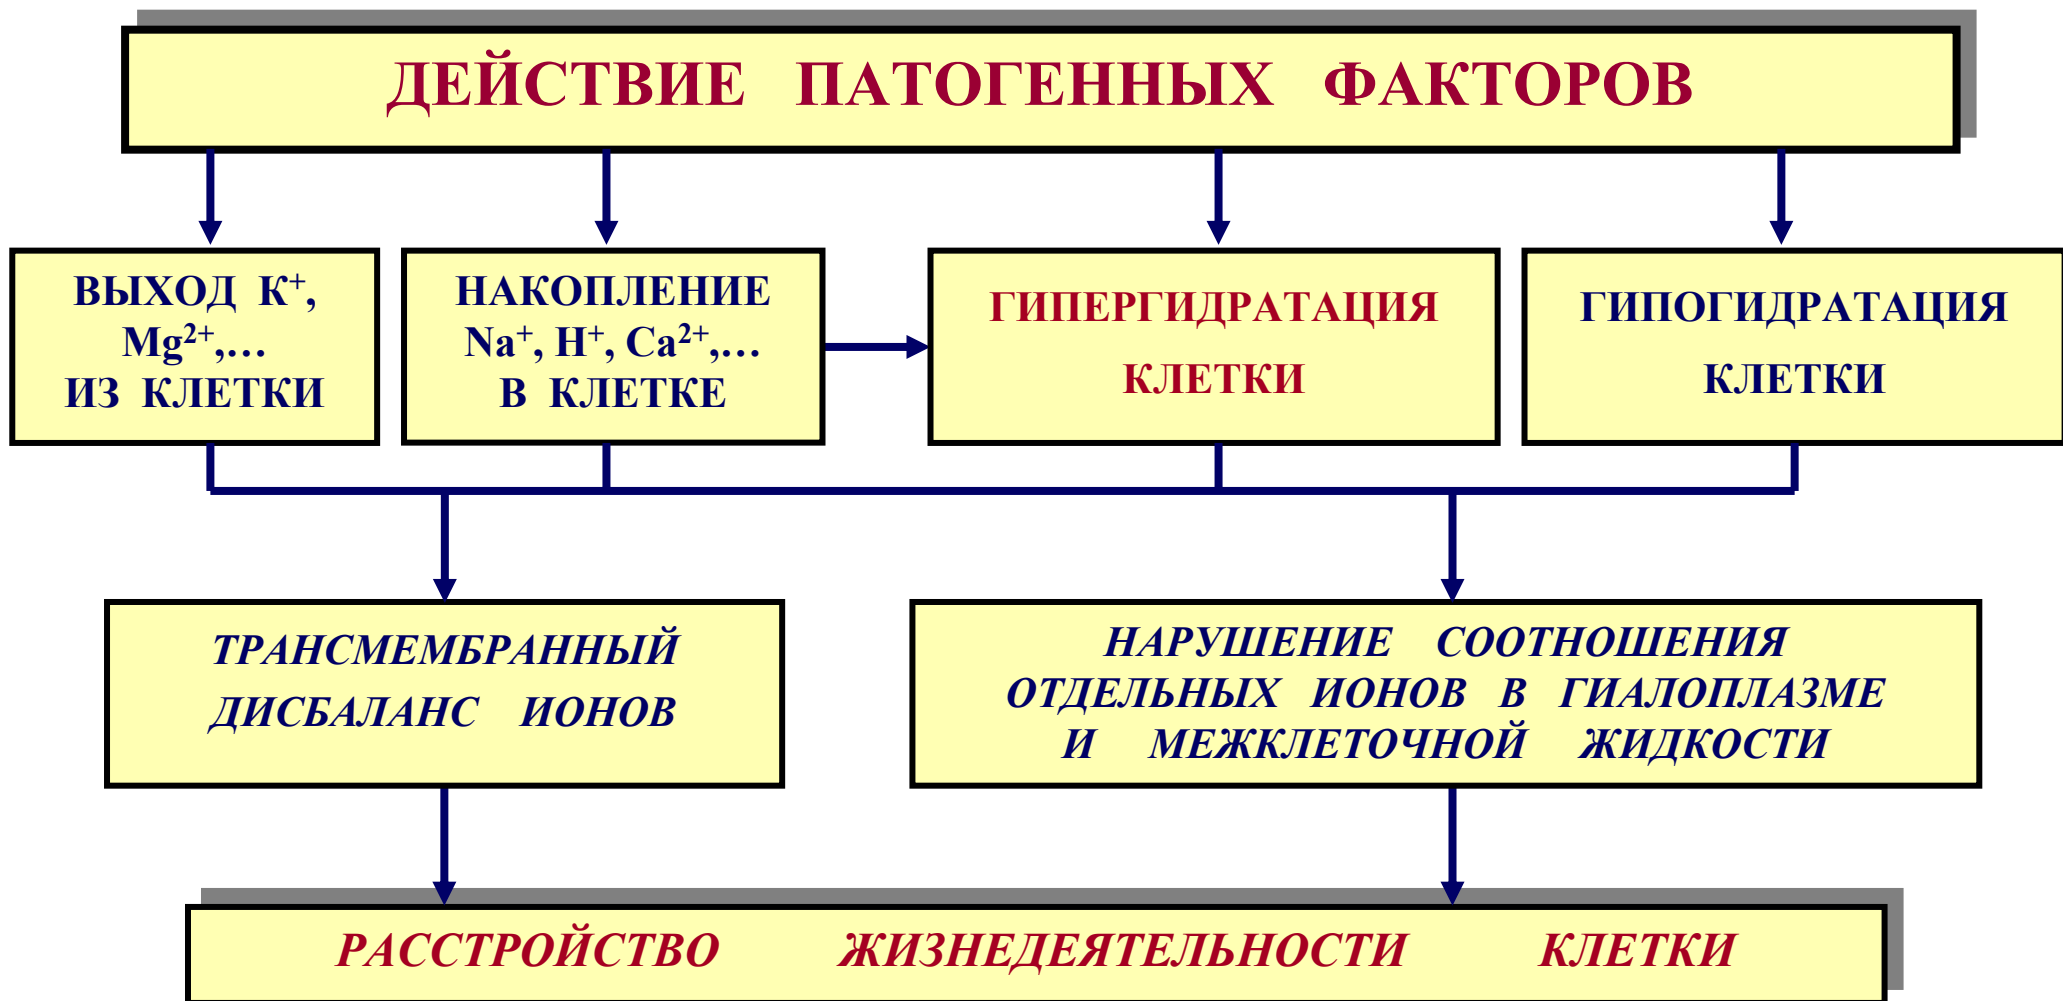 ДЕЙСТВИЕ ПАТОГЕННЫХ ФАКТОРОВ
ВЫХОД К⁺,
Mg²⁺,…
ИЗ КЛЕТКИ
НАКОПЛЕНИЕ
Na⁺, H⁺, Ca²⁺,…
В КЛЕТКЕ
ГИПЕРГИДРАТАЦИЯ
КЛЕТКИ
ГИПОГИДРАТАЦИЯ
КЛЕТКИ
ТРАНСМЕМБРАННЫЙ
ДИСБАЛАНС ИОНОВ
НАРУШЕНИЕ СООТНОШЕНИЯ
ОТДЕЛЬНЫХ ИОНОВ В ГИАЛОПЛАЗМЕ
И МЕЖКЛЕТОЧНОЙ ЖИДКОСТИ
РАССТРОЙСТВО ЖИЗНЕДЕЯТЕЛЬНОСТИ КЛЕТКИ